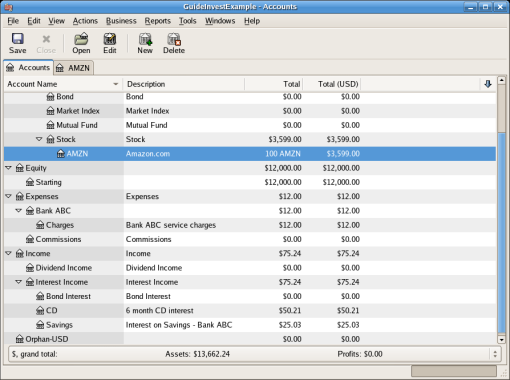 GuideInvestExample - Accounts
File Edit View Actions Business Reports Tools Windows Help
Save Close Open Edit New Delete
Accounts AMZN
Account Name Description Total Total (USD)
Bond Bond $0.00 $0.00
Market Index Market Index $0.00 $0.00
Mutual Fund Mutual Fund $0.00 $0.00
Stock Stock $3,599.00 $3,599.00
AMZN Amazon.com 100 AMZN $3,599.00
Equity $12,000.00 $12,000.00
Starting $12,000.00 $12,000.00
Expenses Expenses $12.00 $12.00
Bank ABC $12.00 $12.00
Charges Bank ABC service charges $12.00 $12.00
Commissions Commissions $0.00 $0.00
Income Income $75.24 $75.24
Dividend Income Dividend Income $0.00 $0.00
Interest Income Interest Income $75.24 $75.24
Bond Interest Bond Interest $0.00 $0.00
CD 6 month CD interest $50.21 $50.21
Savings Interest on Savings - Bank ABC $25.03 $25.03
Orphan-USD $0.00 $0.00
$, grand total: Assets: $13,662.24 Profits: $0.00